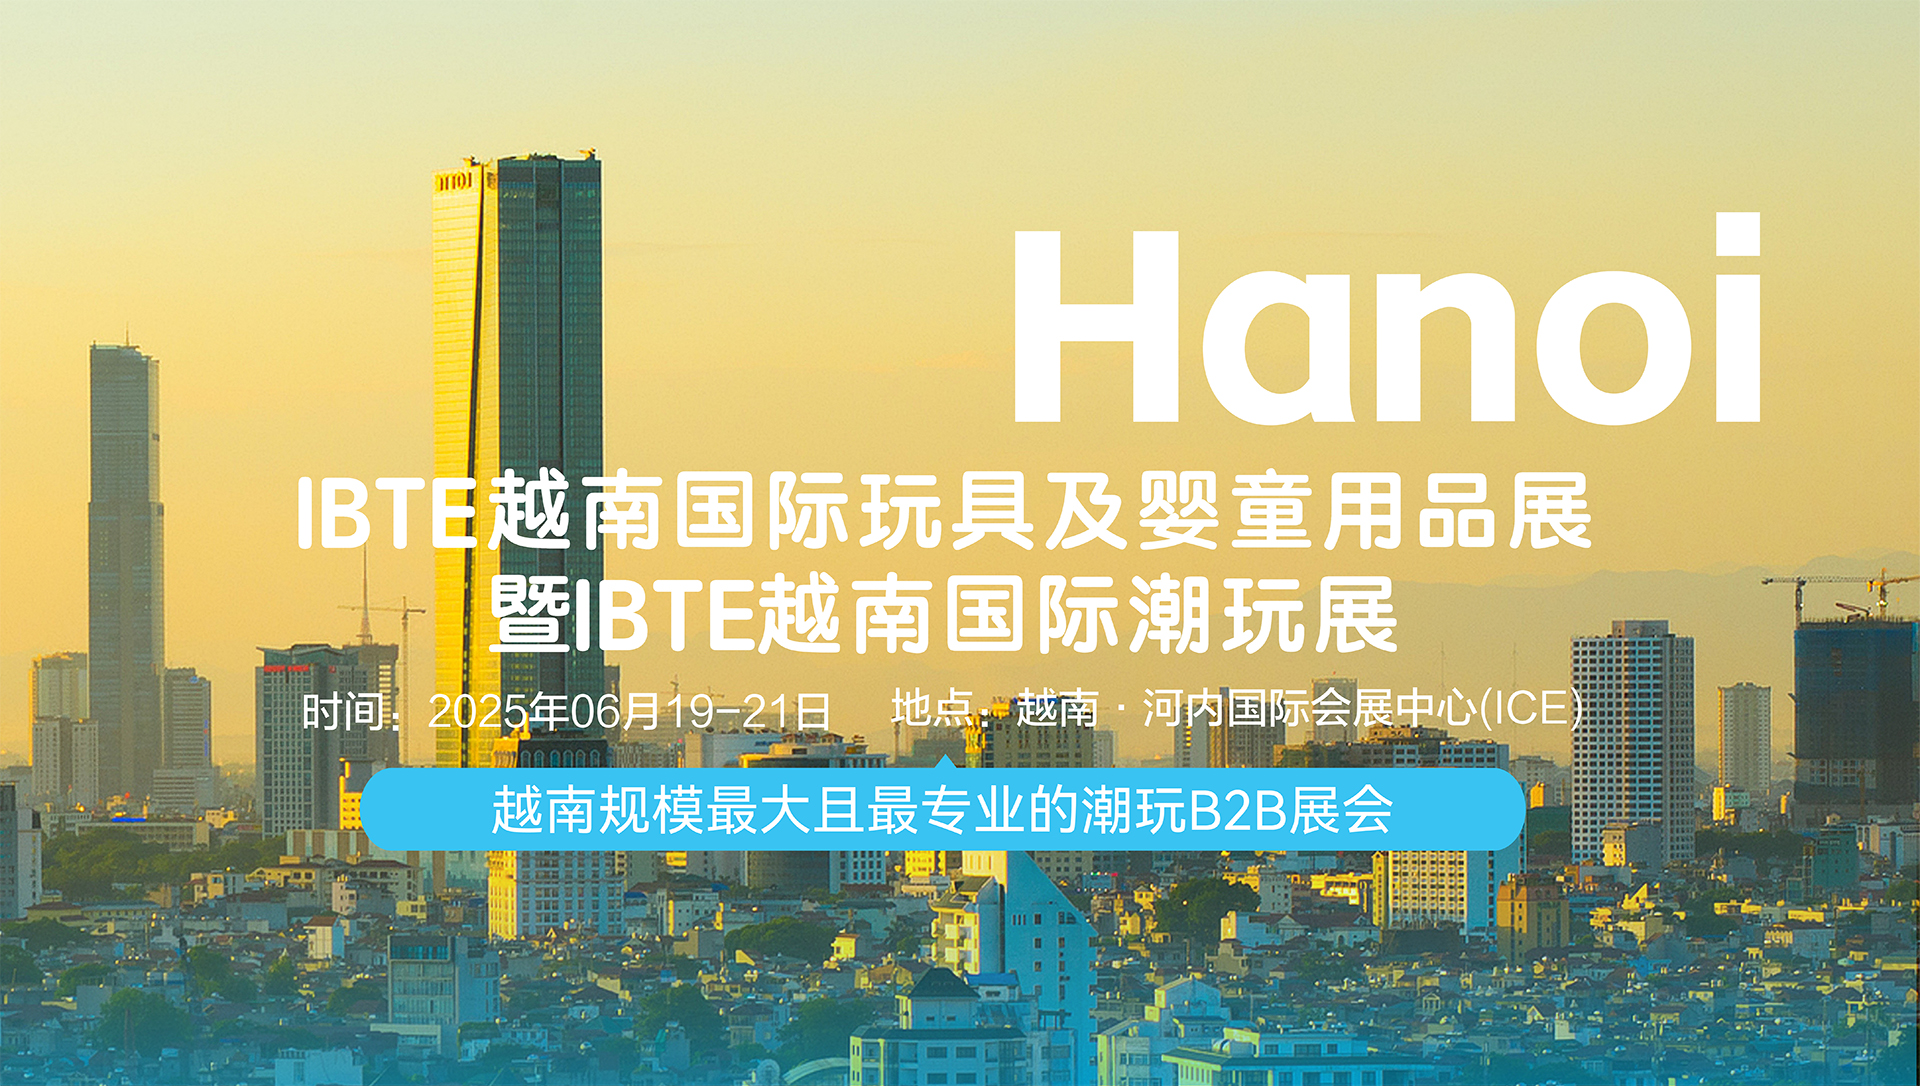 Hanoi
IBTE越南国际玩具及婴童用品展
暨IBTE越南国际潮玩展
时间：2025年06月19-21日 地点：越南·河内国际会展中心(ICE)
越南规模最大且最专业的潮玩B2B展会